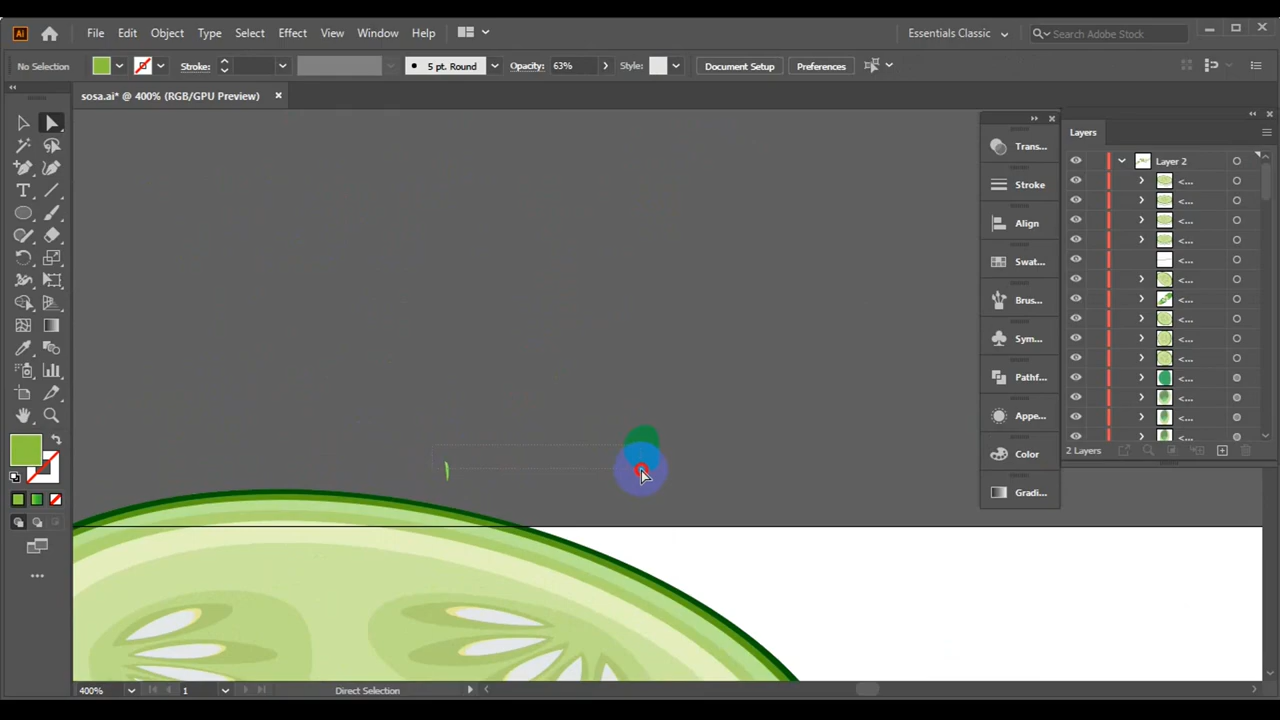 Ai File Edit Object Type Select Effect View Window Help Essentials Classic Search Adobe Stock
No Selection Stroke: 5 pt. Round Opacity: 63% Style: Document Setup Preferences
sosa.ai* @ 400% (RGB/GPU Preview)
Layers
Layer 2
<...
<...
<...
<...
<...
<...
<...
<...
<...
<...
<...
<...
<...
<...
2 Layers
Trans...
Stroke
Align
Swat...
Brus...
Sym...
Pathf...
Appe...
Color
Gradi...
400% 1 Direct Selection